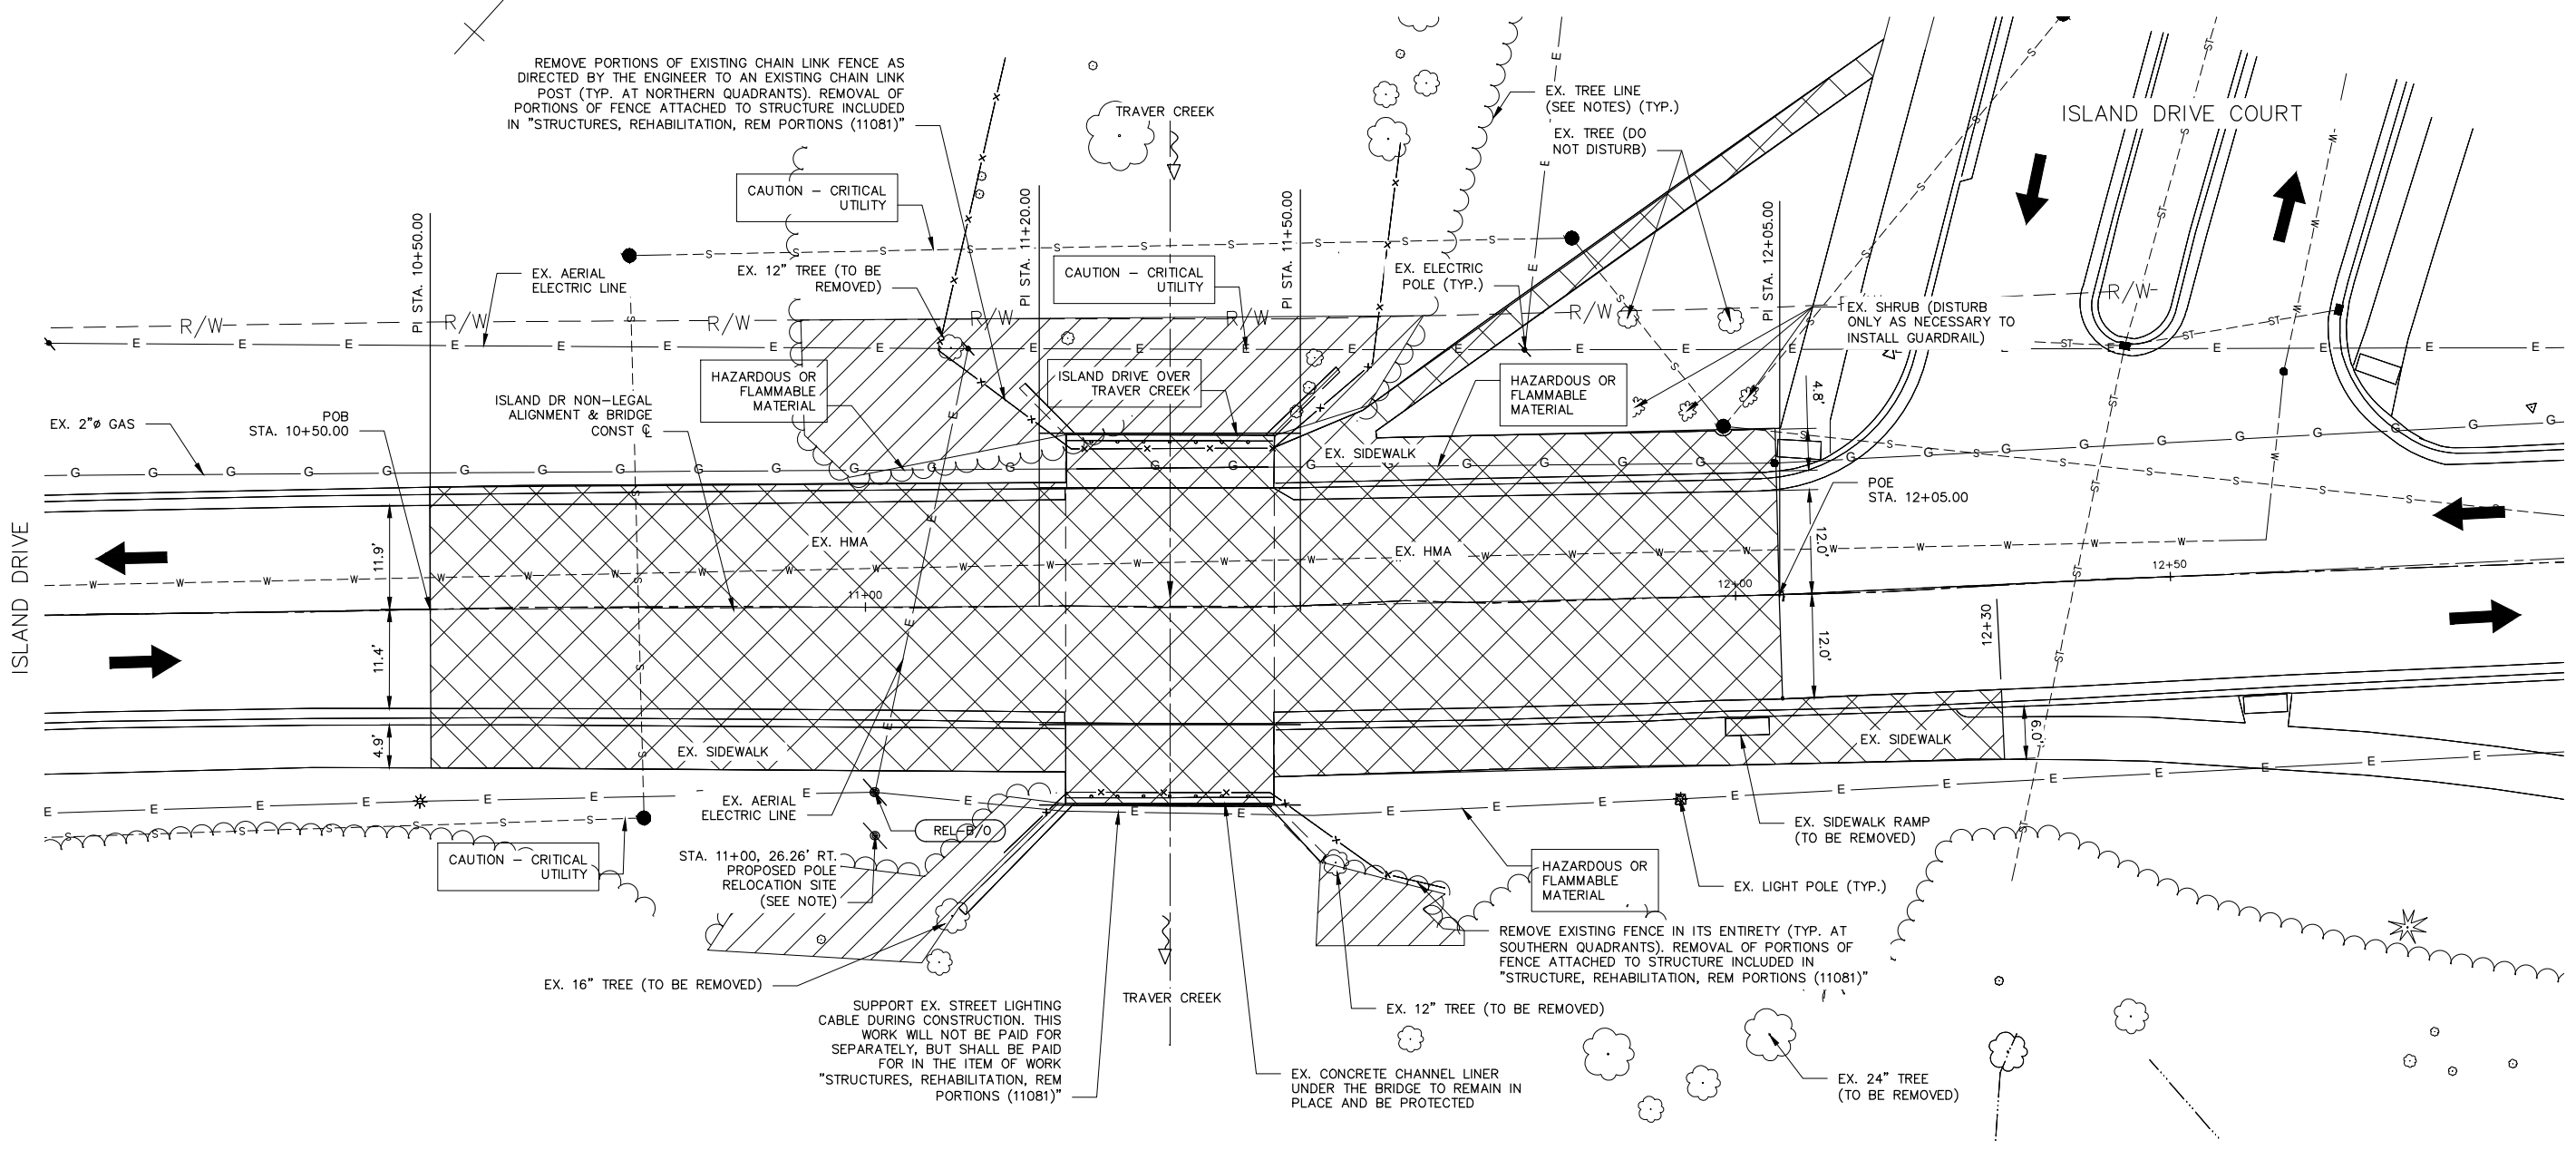 REMOVE PORTIONS OF EXISTING CHAIN LINK FENCE AS
DIRECTED BY THE ENGINEER TO AN EXISTING CHAIN LINK
POST (TYP. AT NORTHERN QUADRANTS). REMOVAL OF
PORTIONS OF FENCE ATTACHED TO STRUCTURE INCLUDED
IN "STRUCTURES, REHABILITATION, REM PORTIONS (11081)"
TRAVER CREEK
EX. TREE LINE
(SEE NOTES) (TYP.)
EX. TREE (DO
NOT DISTURB)
ISLAND DRIVE COURT
CAUTION – CRITICAL
UTILITY
PI STA. 10+50.00
PI STA. 11+20.00
PI STA. 11+50.00
PI STA. 12+05.00
EX. AERIAL
ELECTRIC LINE
EX. 12" TREE (TO BE
REMOVED)
CAUTION – CRITICAL
UTILITY
EX. ELECTRIC
POLE (TYP.)
EX. SHRUB (DISTURB
ONLY AS NECESSARY TO
INSTALL GUARDRAIL)
R/W
R/W
R/W
R/W
R/W
R/W
R/W
HAZARDOUS OR
FLAMMABLE
MATERIAL
ISLAND DRIVE OVER
TRAVER CREEK
HAZARDOUS OR
FLAMMABLE
MATERIAL
4.8'
EX. 2"ø GAS
POB
STA. 10+50.00
ISLAND DR NON-LEGAL
ALIGNMENT & BRIDGE
CONST ℄
EX. SIDEWALK
POE
STA. 12+05.00
ISLAND DRIVE
11.9'
EX. HMA
EX. HMA
12.0'
11+00
12+00
12+50
11.4'
12.0'
12+30
4.9'
EX. SIDEWALK
EX. SIDEWALK
6.0'
EX. AERIAL
ELECTRIC LINE
REL-B/O
EX. SIDEWALK RAMP
(TO BE REMOVED)
CAUTION – CRITICAL
UTILITY
STA. 11+00, 26.26' RT.
PROPOSED POLE
RELOCATION SITE
(SEE NOTE)
HAZARDOUS OR
FLAMMABLE
MATERIAL
EX. LIGHT POLE (TYP.)
REMOVE EXISTING FENCE IN ITS ENTIRETY (TYP. AT
SOUTHERN QUADRANTS). REMOVAL OF PORTIONS OF
FENCE ATTACHED TO STRUCTURE INCLUDED IN
"STRUCTURE, REHABILITATION, REM PORTIONS (11081)"
EX. 16" TREE (TO BE REMOVED)
TRAVER CREEK
EX. 12" TREE (TO BE REMOVED)
SUPPORT EX. STREET LIGHTING
CABLE DURING CONSTRUCTION. THIS
WORK WILL NOT BE PAID FOR
SEPARATELY, BUT SHALL BE PAID
FOR IN THE ITEM OF WORK
"STRUCTURES, REHABILITATION, REM
PORTIONS (11081)"
EX. CONCRETE CHANNEL LINER
UNDER THE BRIDGE TO REMAIN IN
PLACE AND BE PROTECTED
EX. 24" TREE
(TO BE REMOVED)